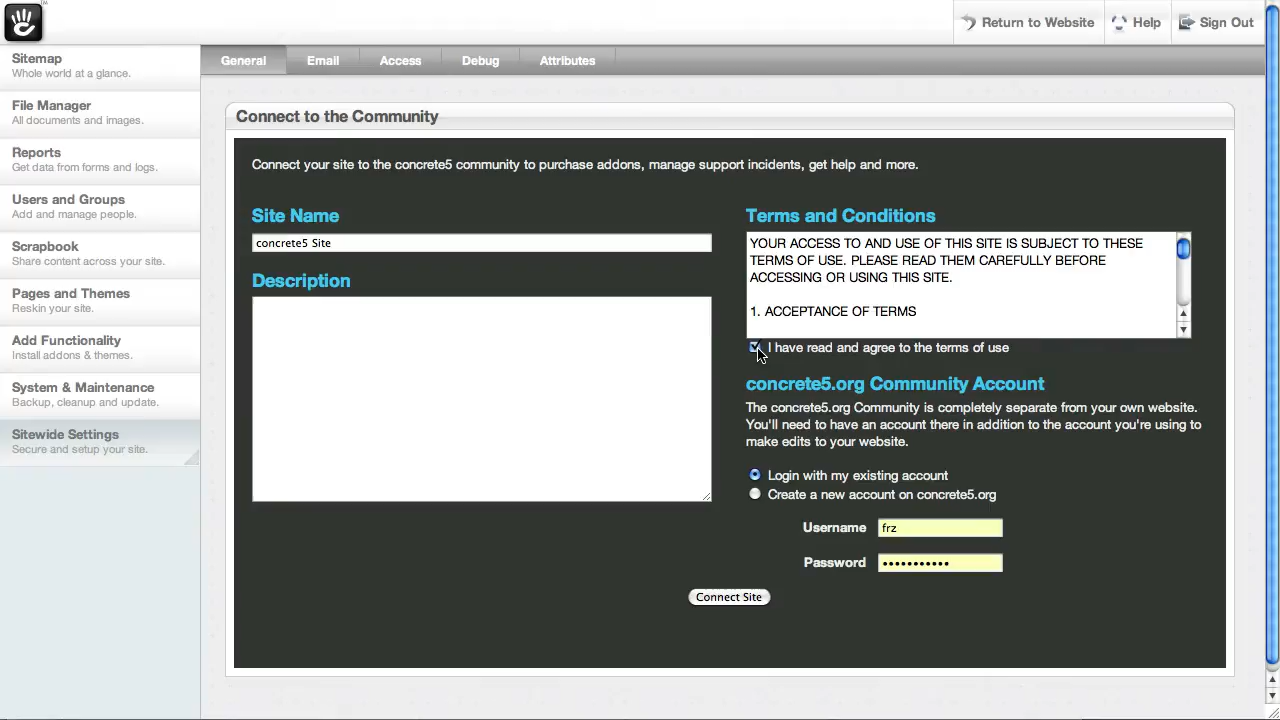 Return to Website
Help
Sign Out
Sitemap
Whole world at a glance.
File Manager
All documents and images.
Reports
Get data from forms and logs.
Users and Groups
Add and manage people.
Scrapbook
Share content across your site.
Pages and Themes
Reskin your site.
Add Functionality
Install addons & themes.
System & Maintenance
Backup, cleanup and update.
Sitewide Settings
Secure and setup your site.
General
Email
Access
Debug
Attributes
Connect to the Community
Connect your site to the concrete5 community to purchase addons, manage support incidents, get help and more.
Site Name
concrete5 Site
Description
Terms and Conditions
YOUR ACCESS TO AND USE OF THIS SITE IS SUBJECT TO THESE
TERMS OF USE. PLEASE READ THEM CAREFULLY BEFORE
ACCESSING OR USING THIS SITE.
1. ACCEPTANCE OF TERMS
I have read and agree to the terms of use
concrete5.org Community Account
The concrete5.org Community is completely separate from your own website.
You'll need to have an account there in addition to the account you're using to
make edits to your website.
Login with my existing account
Create a new account on concrete5.org
Username
frz
Password
•••••••••••
Connect Site